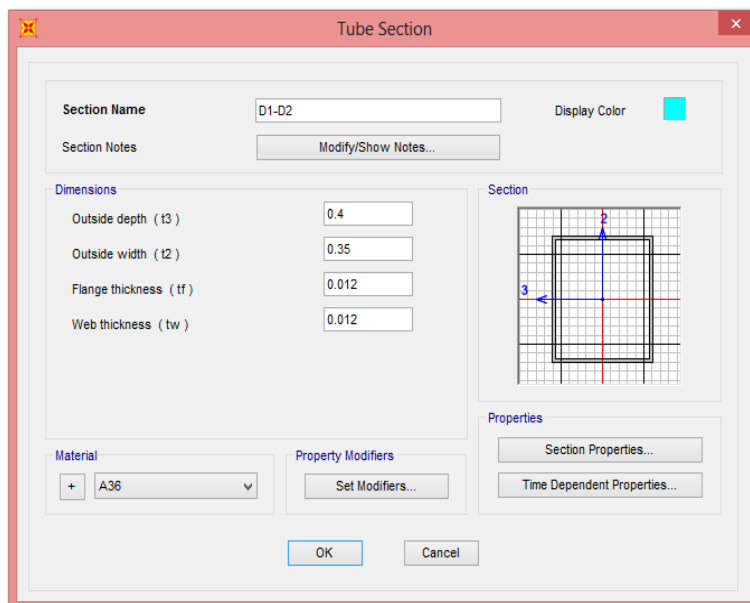 Tube Section
Section Name D1-D2 Display Color
Section Notes Modify/Show Notes...
Dimensions
Outside depth ( t3 ) 0.4
Outside width ( t2 ) 0.35
Flange thickness ( tf ) 0.012
Web thickness ( tw ) 0.012
Section
2
3
Properties
Section Properties...
Time Dependent Properties...
Material
+ A36
Property Modifiers
Set Modifiers...
OK Cancel